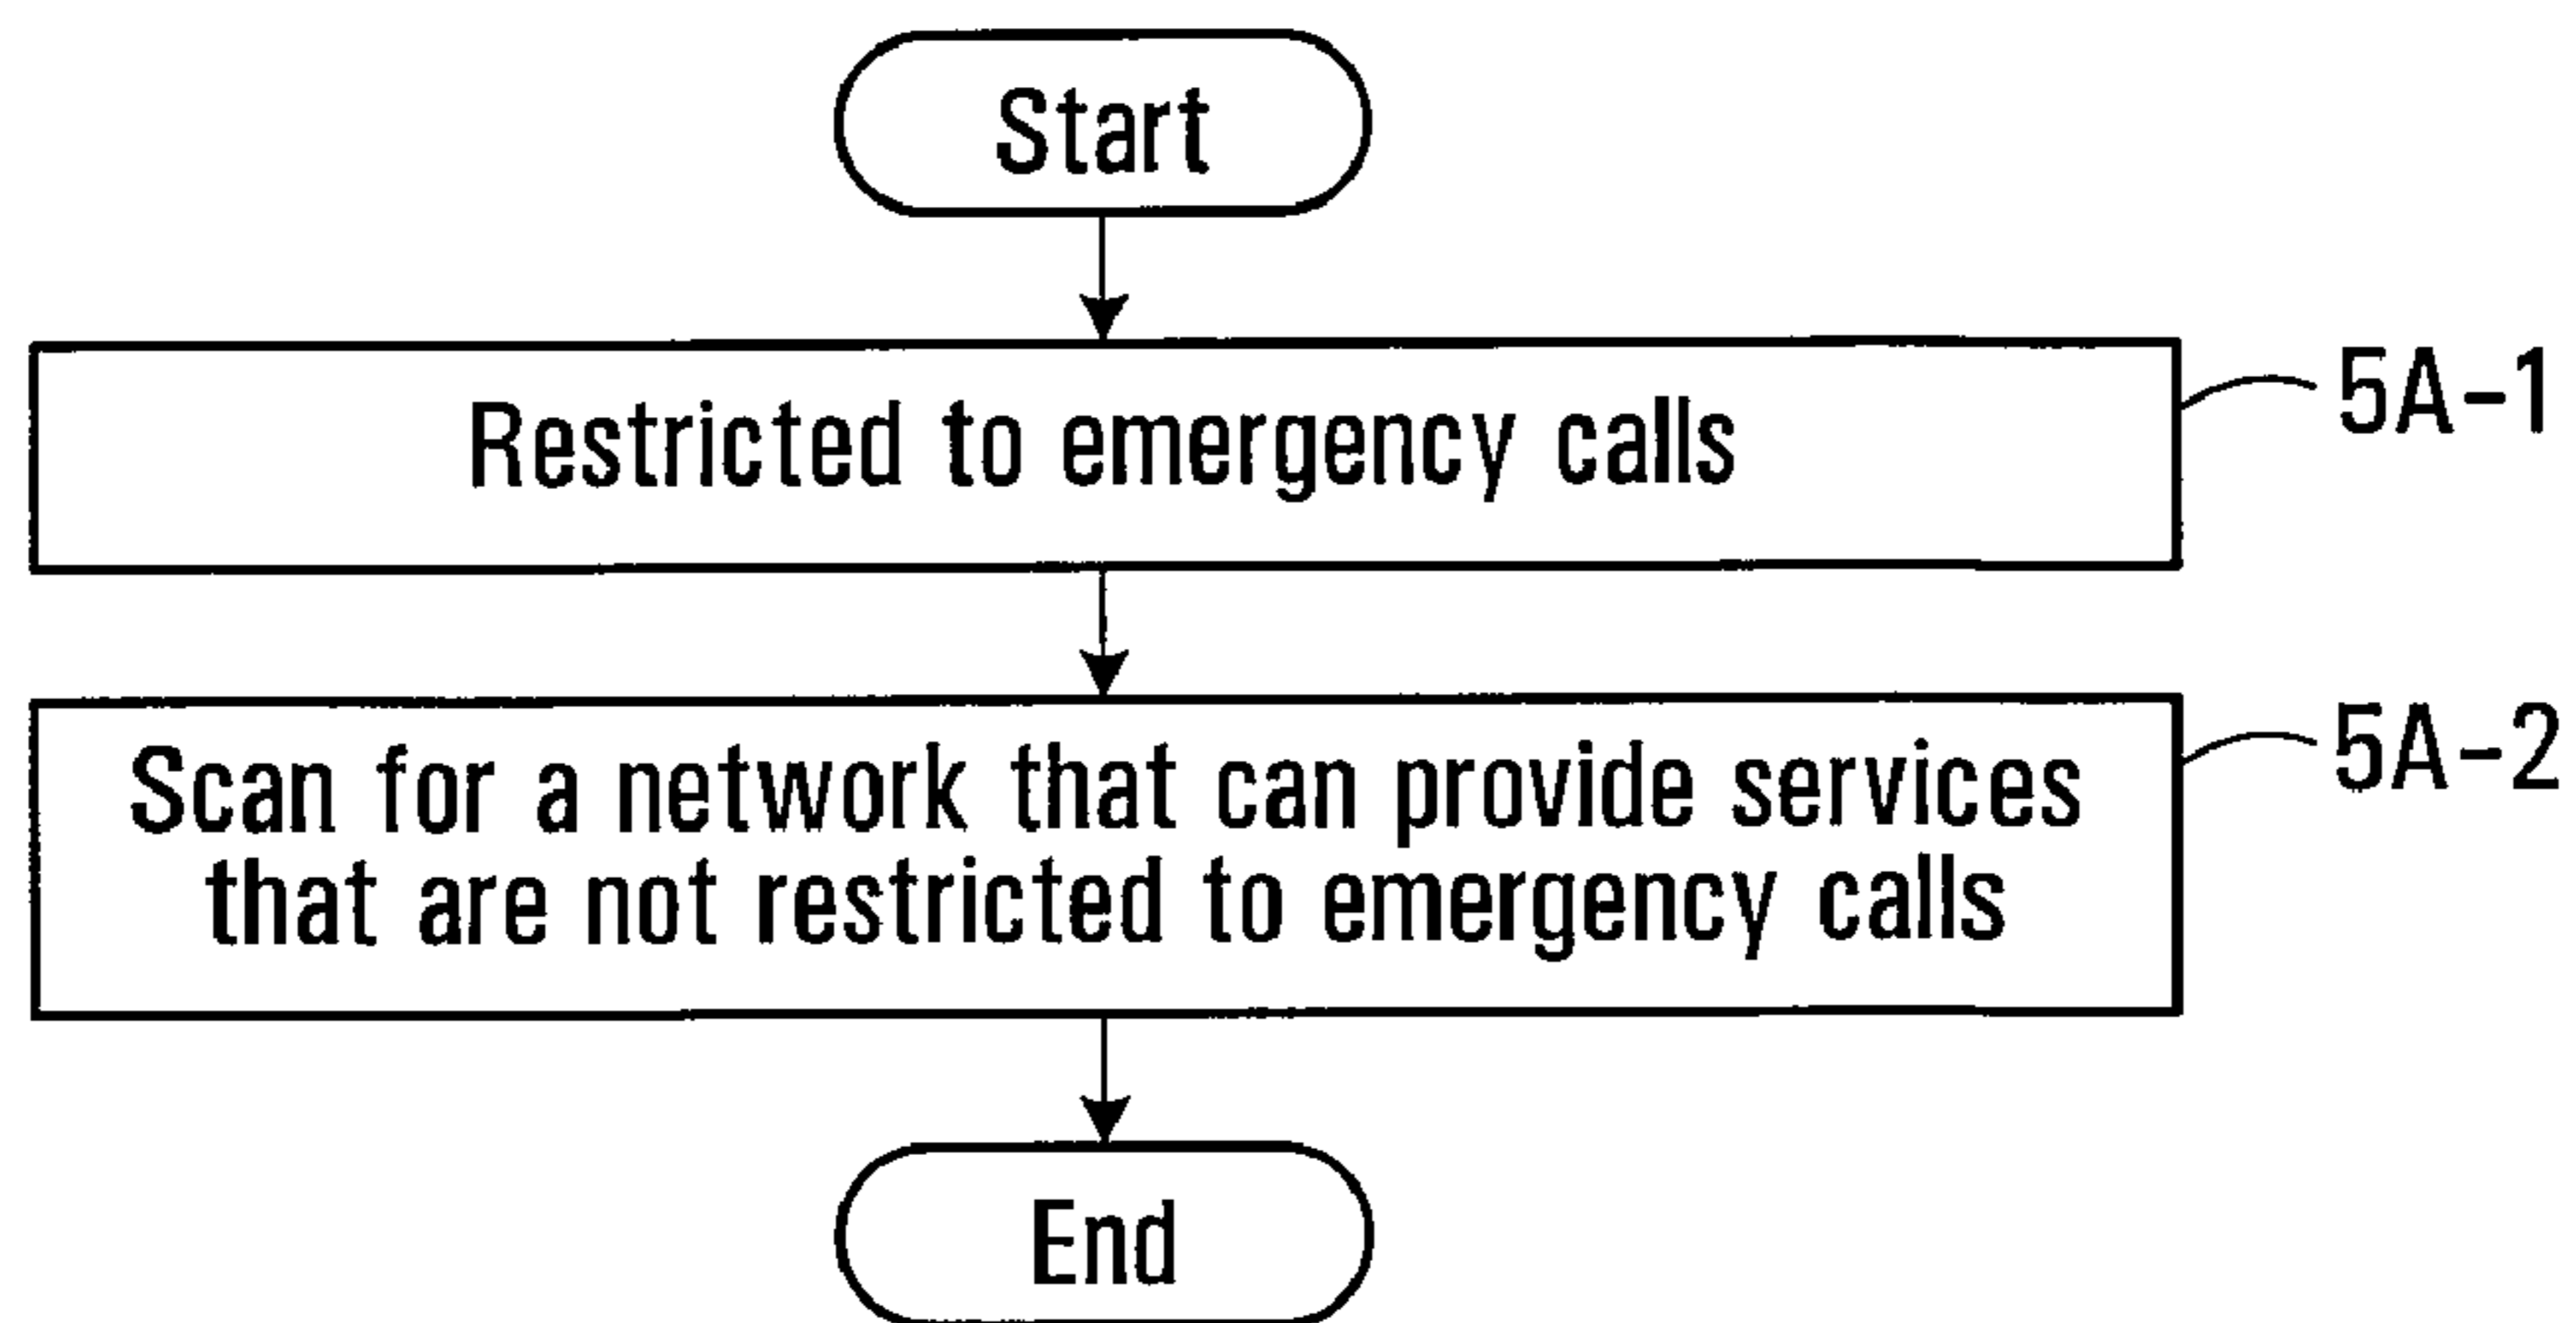 Start
Restricted to emergency calls
5A-1
Scan for a network that can provide services
that are not restricted to emergency calls
5A-2
End